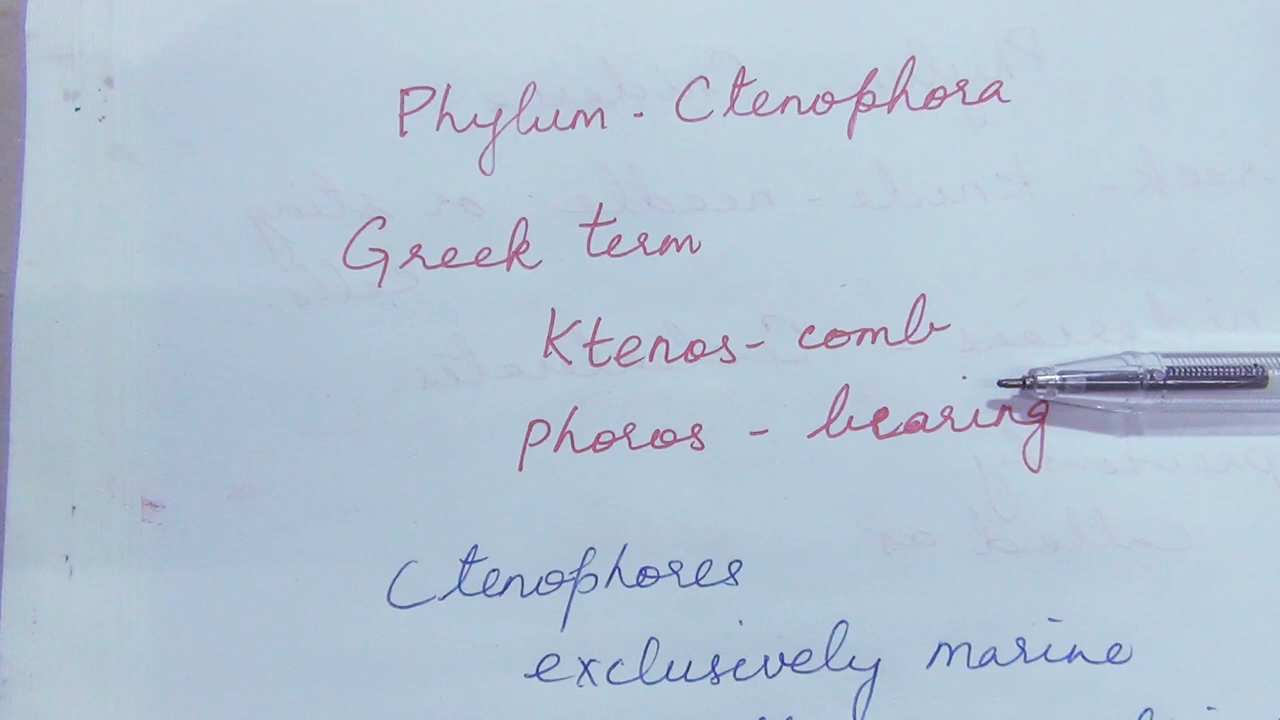 Phylum - Ctenophora
Greek term
Ktenos - comb
phoros - bearing
Ctenophores
exclusively marine